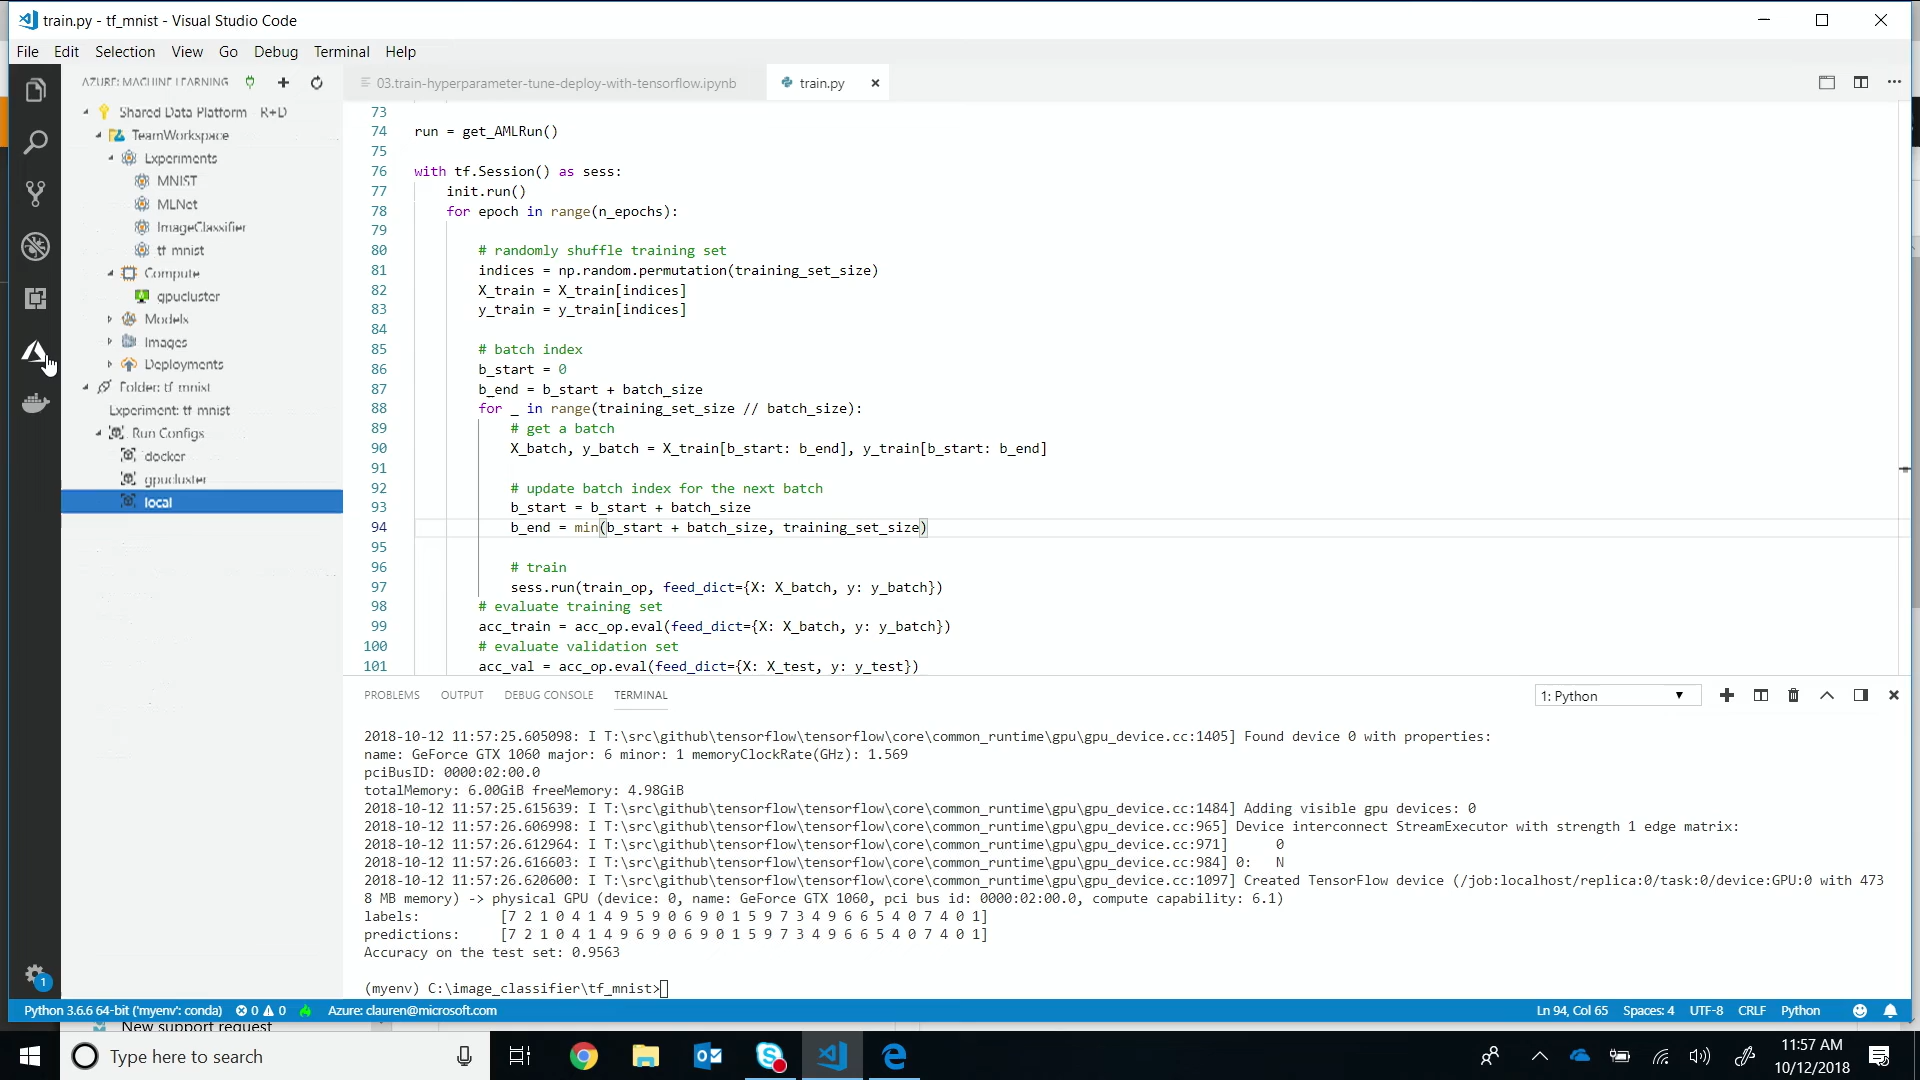 train.py - tf_mnist - Visual Studio Code
File Edit Selection View Go Debug Terminal Help
AZURE: MACHINE LEARNING
03.train-hyperparameter-tune-deploy-with-tensorflow.ipynb
train.py
Shared Data Platform R+D
TeamWorkspace
Experiments
MNIST
MLNet
ImageClassifier
tf mnist
Compute
gpucluster
Models
Images
Deployments
Folder: tf mnist
Experiment: tf mnist
Run Configs
docker
gpucluster
local
73
74 run = get_AMLRun()
75
76 with tf.Session() as sess:
77 init.run()
78 for epoch in range(n_epochs):
79
80 # randomly shuffle training set
81 indices = np.random.permutation(training_set_size)
82 X_train = X_train[indices]
83 y_train = y_train[indices]
84
85 # batch index
86 b_start = 0
87 b_end = b_start + batch_size
88 for _ in range(training_set_size // batch_size):
89 # get a batch
90 X_batch, y_batch = X_train[b_start: b_end], y_train[b_start: b_end]
91
92 # update batch index for the next batch
93 b_start = b_start + batch_size
94 b_end = min(b_start + batch_size, training_set_size)
95
96 # train
97 sess.run(train_op, feed_dict={X: X_batch, y: y_batch})
98 # evaluate training set
99 acc_train = acc_op.eval(feed_dict={X: X_batch, y: y_batch})
100 # evaluate validation set
101 acc_val = acc_op.eval(feed_dict={X: X_test, y: y_test})
PROBLEMS OUTPUT DEBUG CONSOLE TERMINAL
1: Python
2018-10-12 11:57:25.605098: I T:\src\github\tensorflow\tensorflow\core\common_runtime\gpu\gpu_device.cc:1405] Found device 0 with properties:
name: GeForce GTX 1060 major: 6 minor: 1 memoryClockRate(GHz): 1.569
pciBusID: 0000:02:00.0
totalMemory: 6.00GiB freeMemory: 4.98GiB
2018-10-12 11:57:25.615639: I T:\src\github\tensorflow\tensorflow\core\common_runtime\gpu\gpu_device.cc:1484] Adding visible gpu devices: 0
2018-10-12 11:57:26.606998: I T:\src\github\tensorflow\tensorflow\core\common_runtime\gpu\gpu_device.cc:965] Device interconnect StreamExecutor with strength 1 edge matrix:
2018-10-12 11:57:26.612964: I T:\src\github\tensorflow\tensorflow\core\common_runtime\gpu\gpu_device.cc:971] 0
2018-10-12 11:57:26.616603: I T:\src\github\tensorflow\tensorflow\core\common_runtime\gpu\gpu_device.cc:984] 0: N
2018-10-12 11:57:26.620600: I T:\src\github\tensorflow\tensorflow\core\common_runtime\gpu\gpu_device.cc:1097] Created TensorFlow device (/job:localhost/replica:0/task:0/device:GPU:0 with 473
8 MB memory) -> physical GPU (device: 0, name: GeForce GTX 1060, pci bus id: 0000:02:00.0, compute capability: 6.1)
labels: [7 2 1 0 4 1 4 9 5 9 0 6 9 0 1 5 9 7 3 4 9 6 6 5 4 0 7 4 0 1]
predictions: [7 2 1 0 4 1 4 9 6 9 0 6 9 0 1 5 9 7 3 4 9 6 6 5 4 0 7 4 0 1]
Accuracy on the test set: 0.9563
(myenv) C:\image_classifier\tf_mnist>
1
Python 3.6.6 64-bit ('myenv': conda) 0 0 Azure: clauren@microsoft.com Ln 94, Col 65 Spaces: 4 UTF-8 CRLF Python
New support request
Type here to search
11:57 AM
10/12/2018